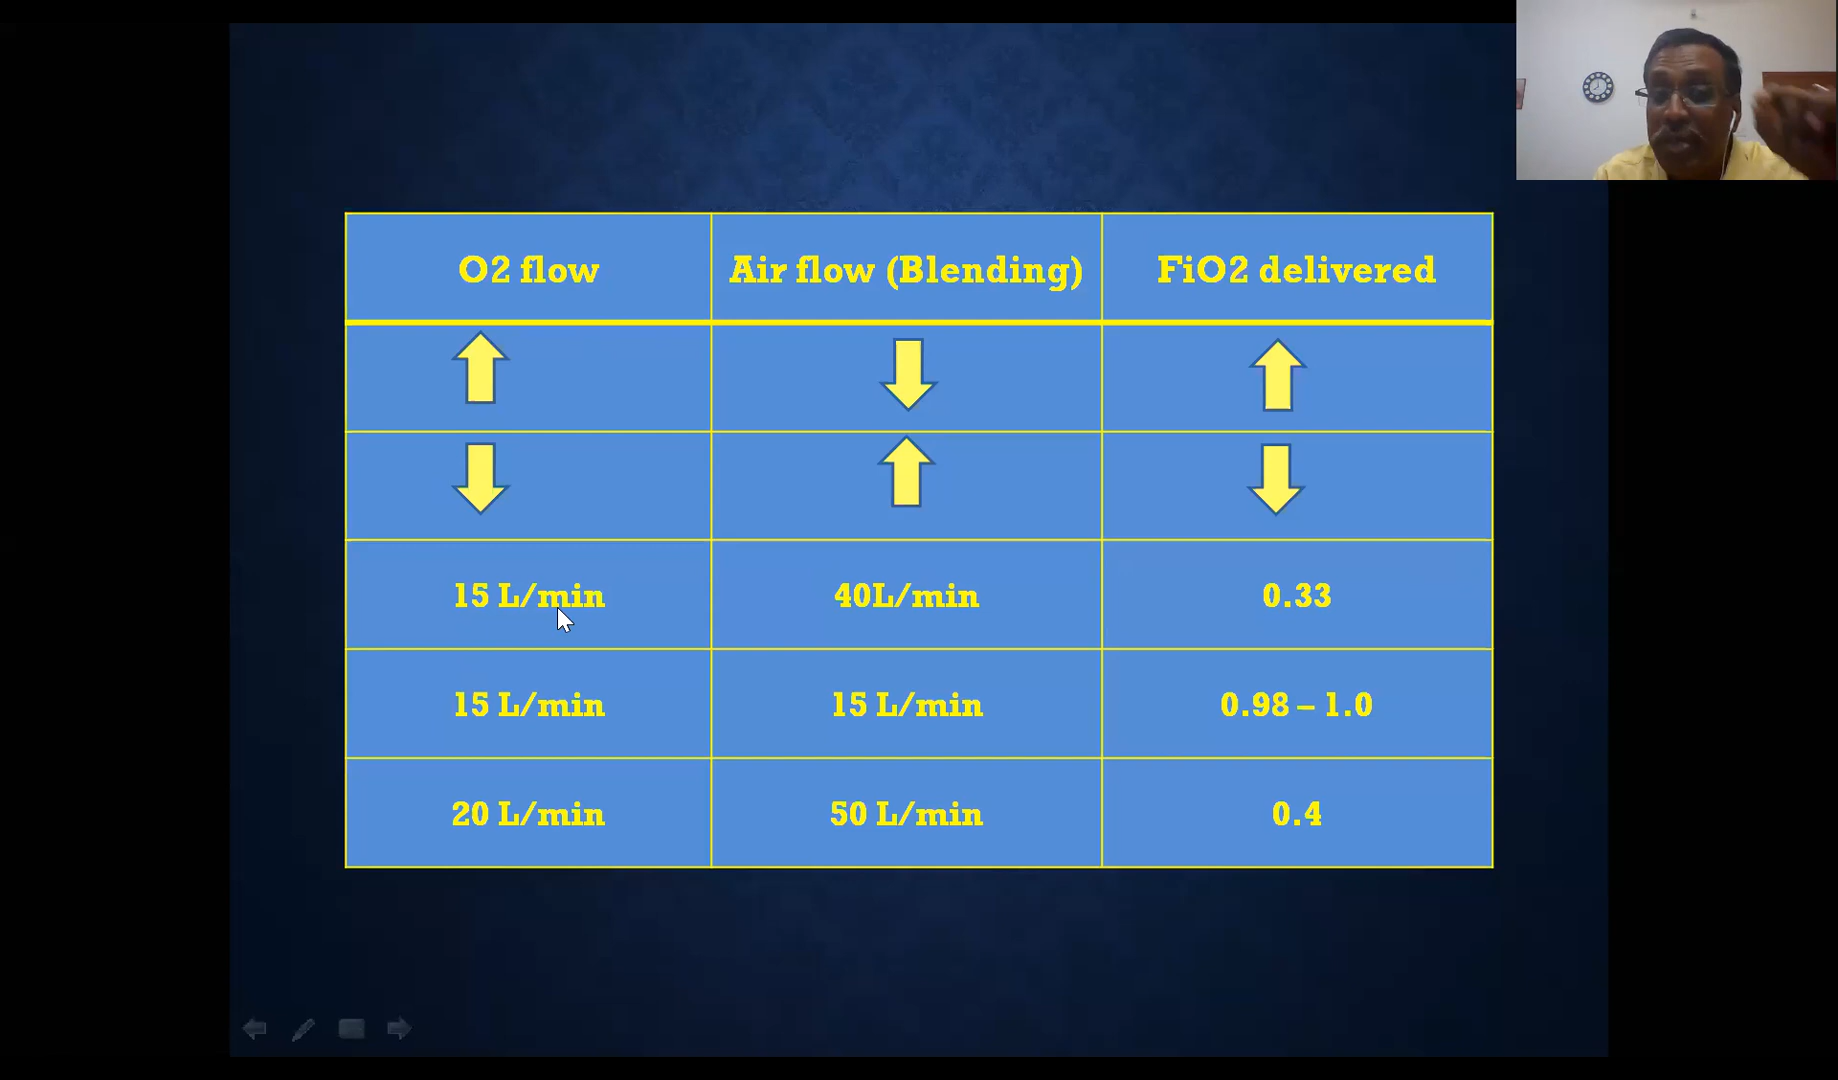 O2 flow
Air flow (Blending)
FiO2 delivered
15 L/min
40L/min
0.33
15 L/min
15 L/min
0.98 – 1.0
20 L/min
50 L/min
0.4